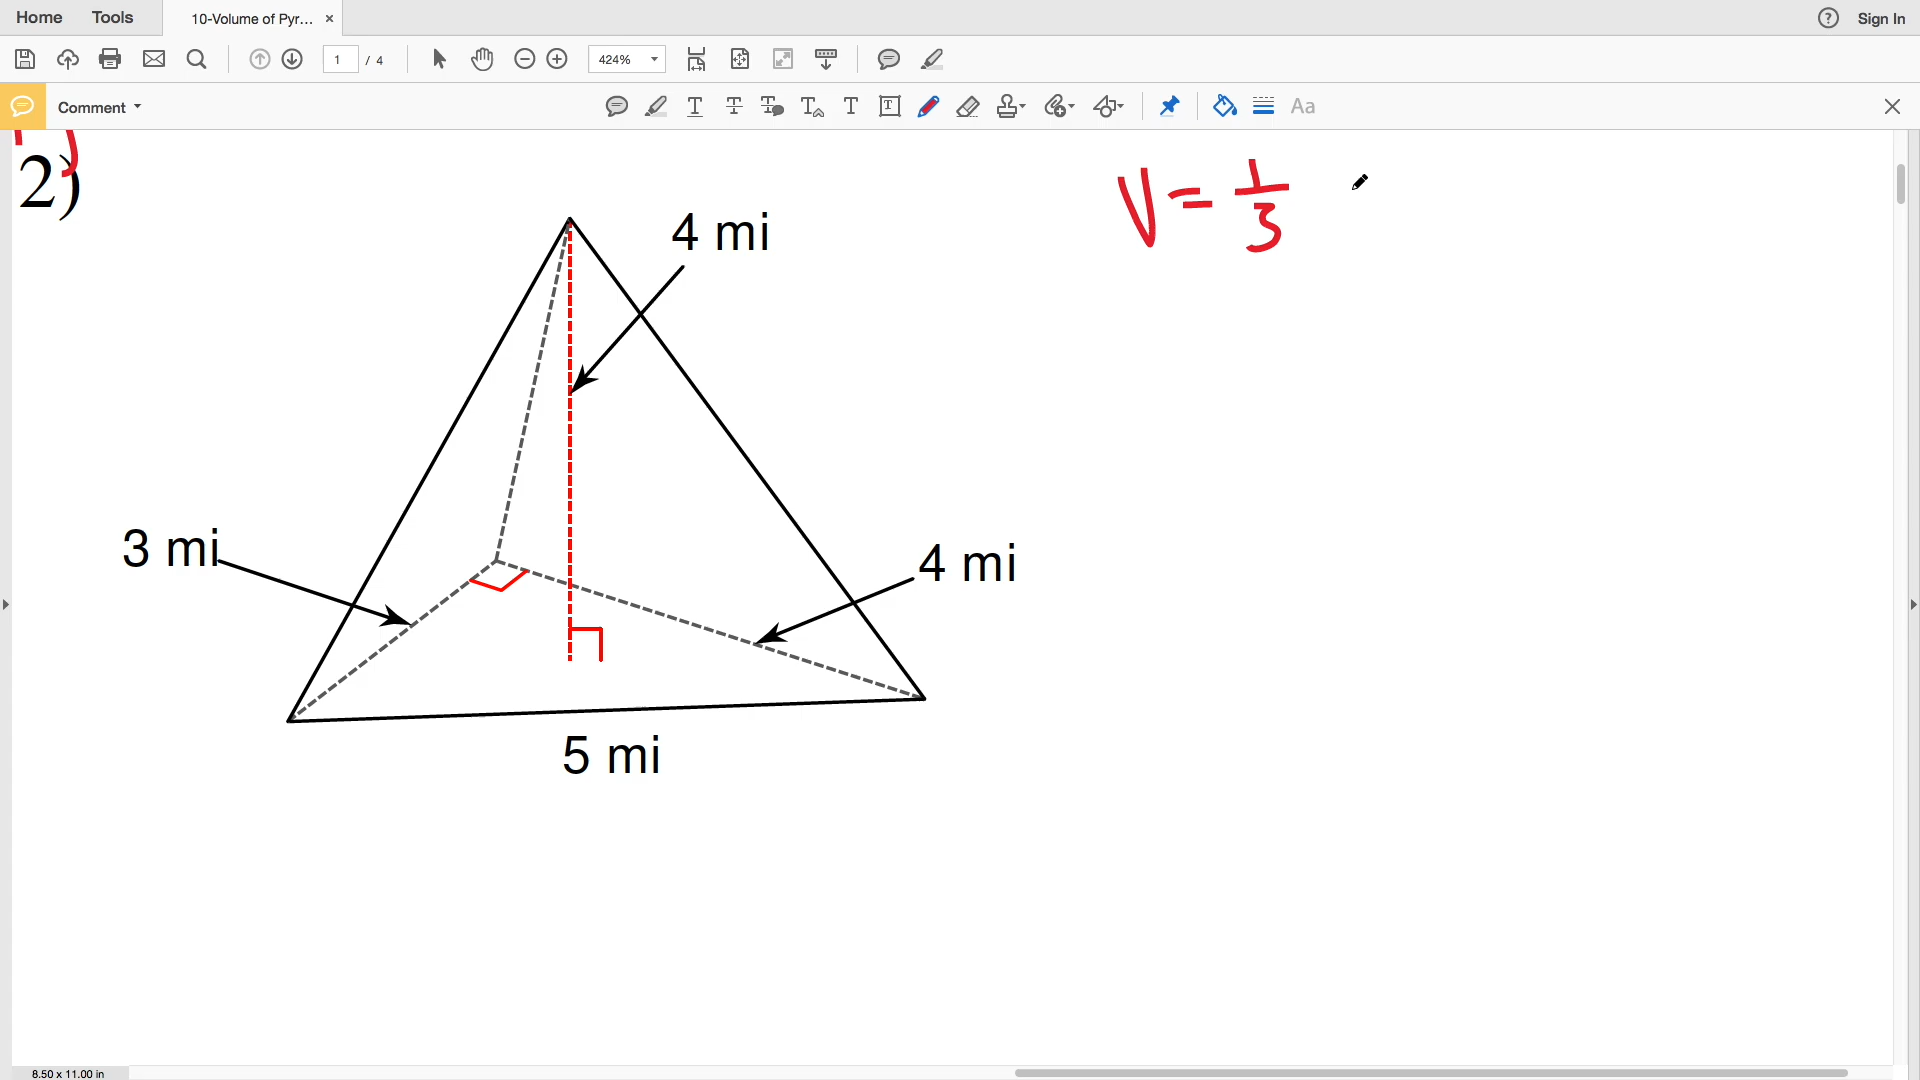 Home Tools 10-Volume of Pyr... × ? Sign In
1 / 4 424%
Comment Aa
2)
V = 1/3
4 mi
3 mi
4 mi
5 mi
8.50 x 11.00 in